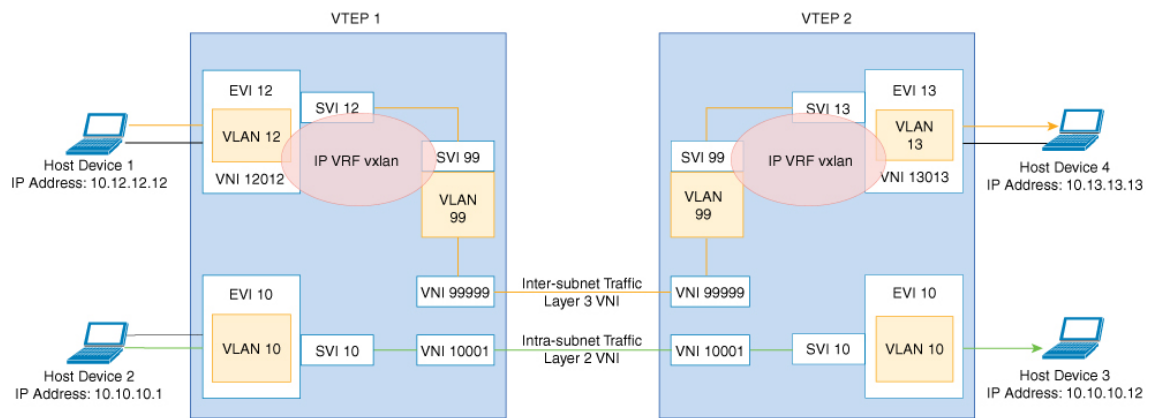 VTEP 1
VTEP 2
EVI 12
VLAN 12
VNI 12012
SVI 12
IP VRF vxlan
SVI 99
VLAN
99
VNI 99999
Host Device 1
IP Address: 10.12.12.12
EVI 13
VLAN
13
VNI 13013
SVI 13
IP VRF vxlan
SVI 99
VLAN
99
VNI 99999
Host Device 4
IP Address: 10.13.13.13
Inter-subnet Traffic
Layer 3 VNI
EVI 10
VLAN 10
SVI 10
VNI 10001
Intra-subnet Traffic
Layer 2 VNI
VNI 10001
SVI 10
EVI 10
VLAN 10
Host Device 2
IP Address: 10.10.10.1
Host Device 3
IP Address: 10.10.10.12